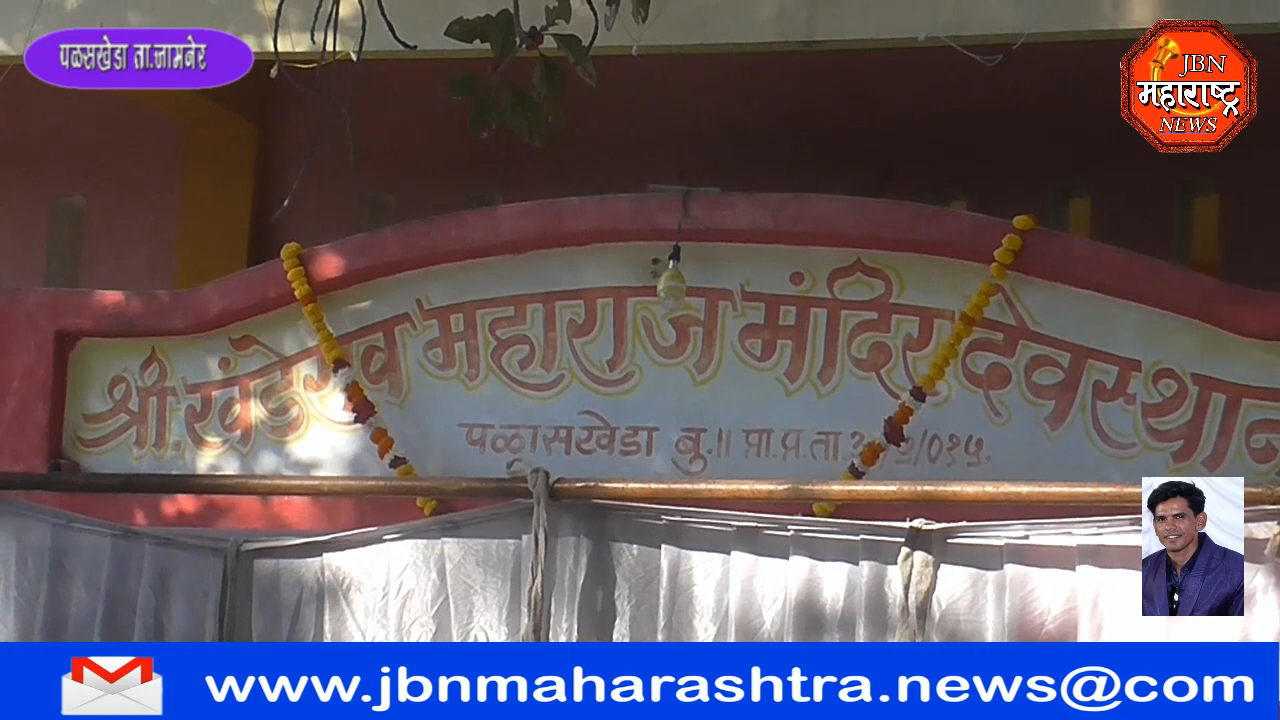 पळसखेडा ता.जामनेर
JBN
महाराष्ट्र
NEWS
श्री. खंडेराव महाराज मंदिर देवस्थान
पळासखेडा बु.॥ प्रा.प.ता.
www.jbnmaharashtra.news@com